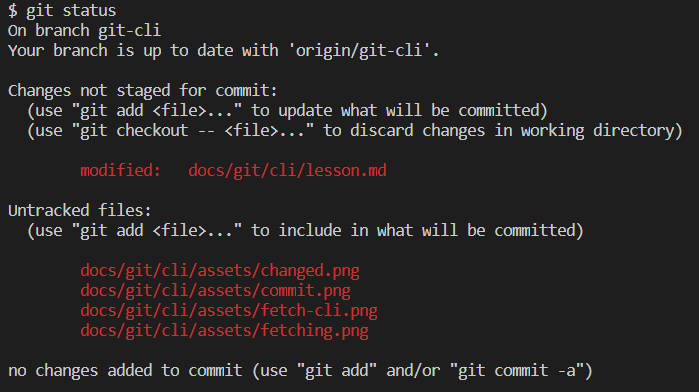 $ git status
On branch git-cli
Your branch is up to date with 'origin/git-cli'.
Changes not staged for commit:
(use "git add <file>..." to update what will be committed)
(use "git checkout -- <file>..." to discard changes in working directory)
modified:   docs/git/cli/lesson.md
Untracked files:
(use "git add <file>..." to include in what will be committed)
docs/git/cli/assets/changed.png
docs/git/cli/assets/commit.png
docs/git/cli/assets/fetch-cli.png
docs/git/cli/assets/fetching.png
no changes added to commit (use "git add" and/or "git commit -a")